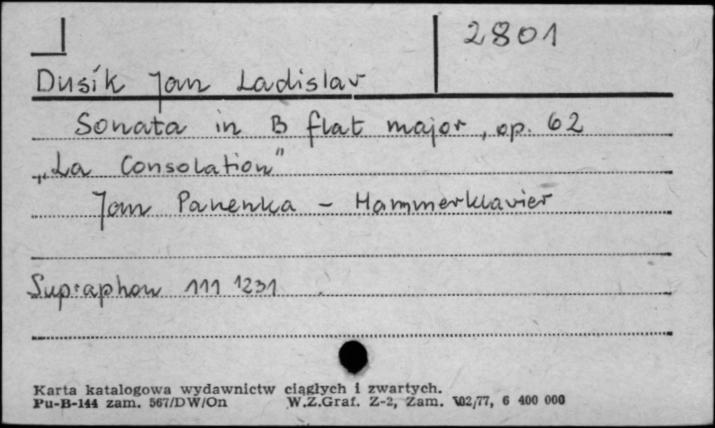 2801
Dusík Jan Ladislav
Sonata in B flat major, op. 62
„La Consolation”
Jan Panenka – Hammerklavier
Supraphon 111 1231
Karta katalogowa wydawnictw ciągłych i zwartych.
Pu-B-144 zam. 567/DW/On W.Z.Graf. Z-2, Zam. 102/77, 6 400 000